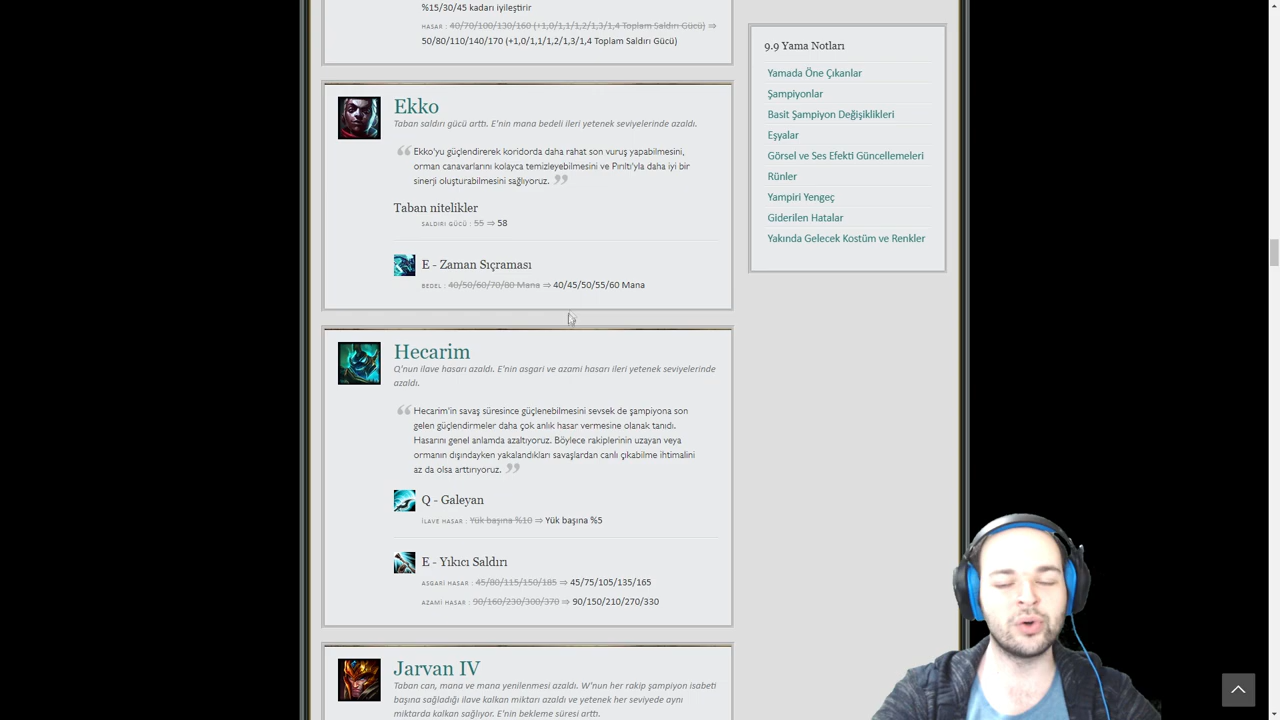 %15/30/45 kadarı iyileştirir
HASAR : 40/70/100/130/160 (+1,0/1,1/1,2/1,3/1,4 Toplam Saldırı Gücü) ⇒
50/80/110/140/170 (+1,0/1,1/1,2/1,3/1,4 Toplam Saldırı Gücü)
Ekko
Taban saldırı gücü arttı. E'nin mana bedeli ileri yetenek seviyelerinde azaldı.
Ekko'yu güçlendirerek koridorda daha rahat son vuruş yapabilmesini,
orman canavarlarını kolayca temizleyebilmesini ve Pırıltı'yla daha iyi bir
sinerji oluşturabilmesini sağlıyoruz.
Taban nitelikler
SALDIRI GÜCÜ : 55 ⇒ 58
E - Zaman Sıçraması
BEDEL : 40/50/60/70/80 Mana ⇒ 40/45/50/55/60 Mana
Hecarim
Q'nun ilave hasarı azaldı. E'nin asgari ve azami hasarı ileri yetenek seviyelerinde
azaldı.
Hecarim'in savaş süresince güçlenebilmesini sevsek de şampiyona son
gelen güçlendirmeler daha çok anlık hasar vermesine olanak tanıdı.
Hasarını genel anlamda azaltıyoruz. Böylece rakiplerinin uzayan veya
ormanın dışındayken yakalandıkları savaşlardan canlı çıkabilme ihtimalini
az da olsa arttırıyoruz.
Q - Galeyan
İLAVE HASAR : Yük başına %10 ⇒ Yük başına %5
E - Yıkıcı Saldırı
ASGARİ HASAR : 45/80/115/150/185 ⇒ 45/75/105/135/165
AZAMİ HASAR : 90/160/230/300/370 ⇒ 90/150/210/270/330
Jarvan IV
Taban can, mana ve mana yenilenmesi azaldı. W'nun her rakip şampiyon isabeti
başına sağladığı ilave kalkan miktarı azaldı ve yetenek her seviyede aynı
miktarda kalkan sağlıyor. E'nin bekleme süresi arttı.
9.9 Yama Notları
Yamada Öne Çıkanlar
Şampiyonlar
Basit Şampiyon Değişiklikleri
Eşyalar
Görsel ve Ses Efekti Güncellemeleri
Rünler
Yampiri Yengeç
Giderilen Hatalar
Yakında Gelecek Kostüm ve Renkler